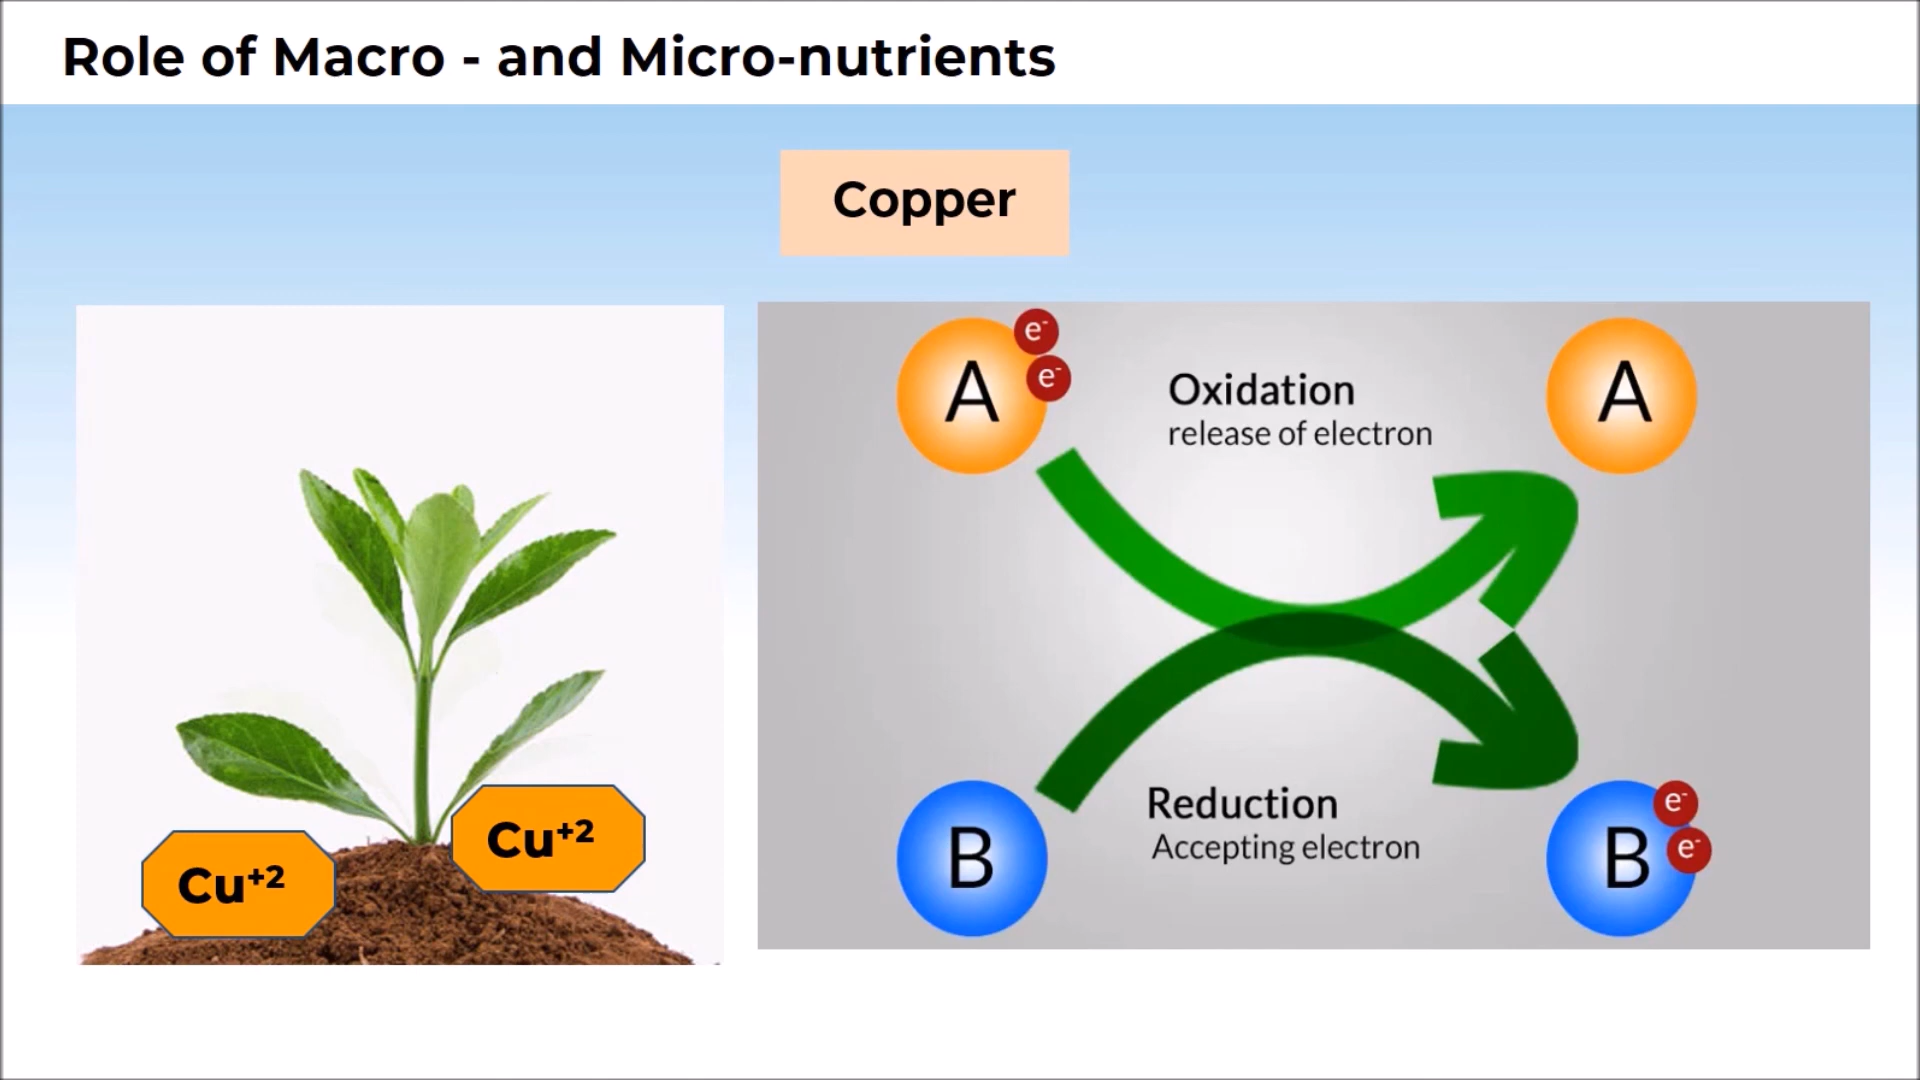 Role of Macro - and Micro-nutrients
Copper
Cu⁺²
Cu⁺²
A
e⁻
e⁻
Oxidation
release of electron
A
B
Reduction
Accepting electron
B
e⁻
e⁻